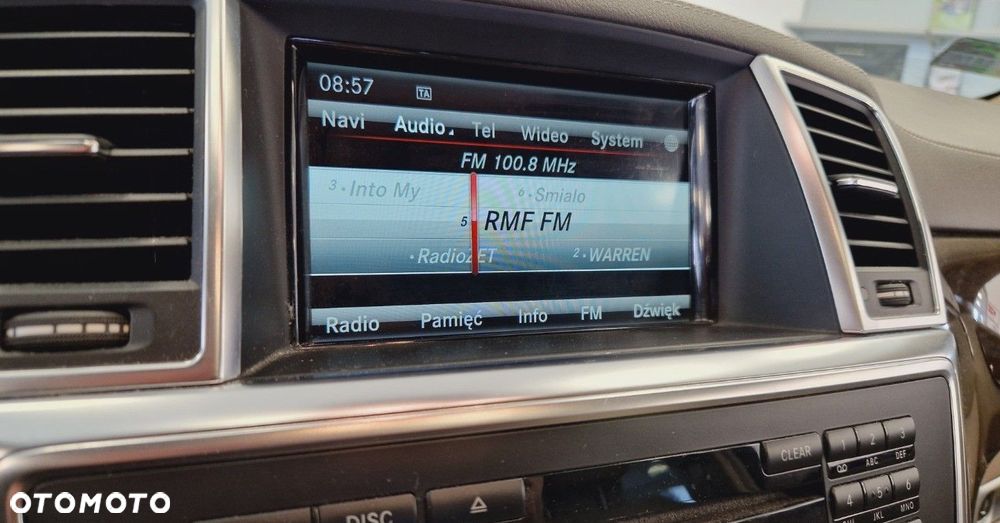 08:57 TA
Navi Audio Tel Wideo System
FM 100.8 MHz
3 · Into My 6 · Smialo
5 RMF FM
· RadioZET 2 · WARREN
Radio Pamięć Info FM Dźwięk
CLEAR 1 2 3
ABC DEF
DISC 4 5 6
JKL MNO
OTOMOTO